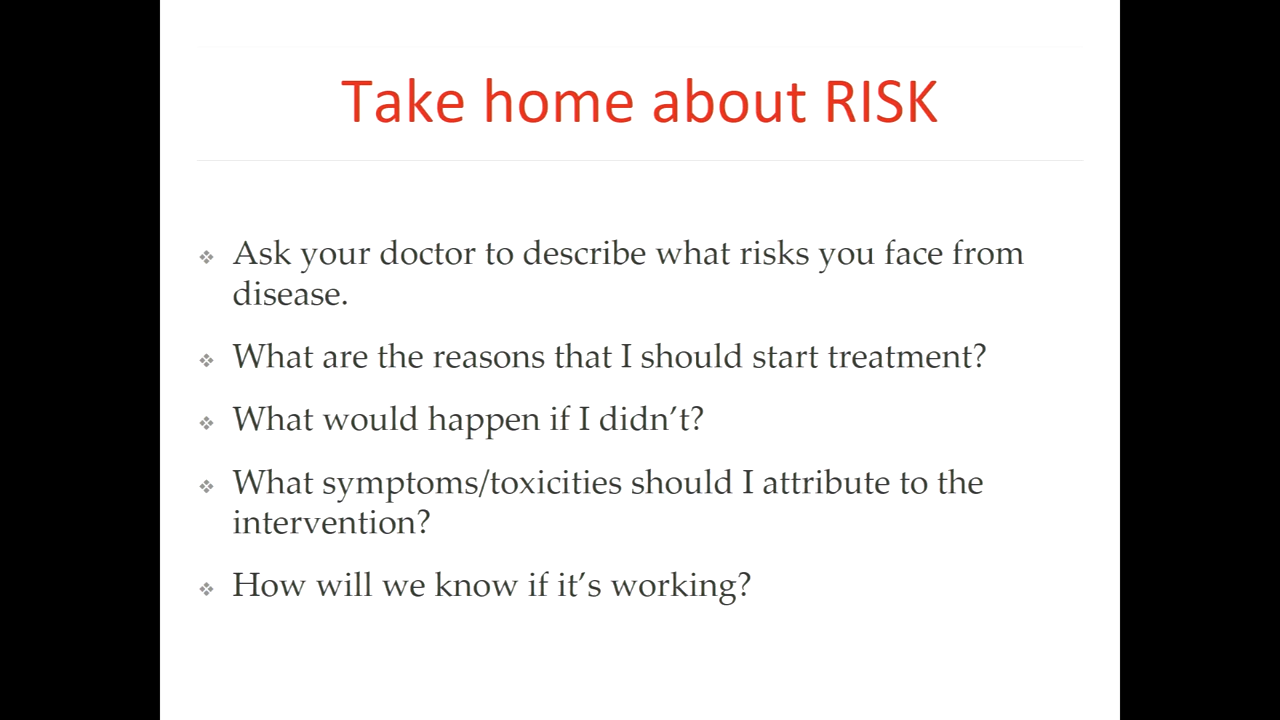 Take home about RISK
Ask your doctor to describe what risks you face from
disease.
What are the reasons that I should start treatment?
What would happen if I didn’t?
What symptoms/toxicities should I attribute to the
intervention?
How will we know if it’s working?